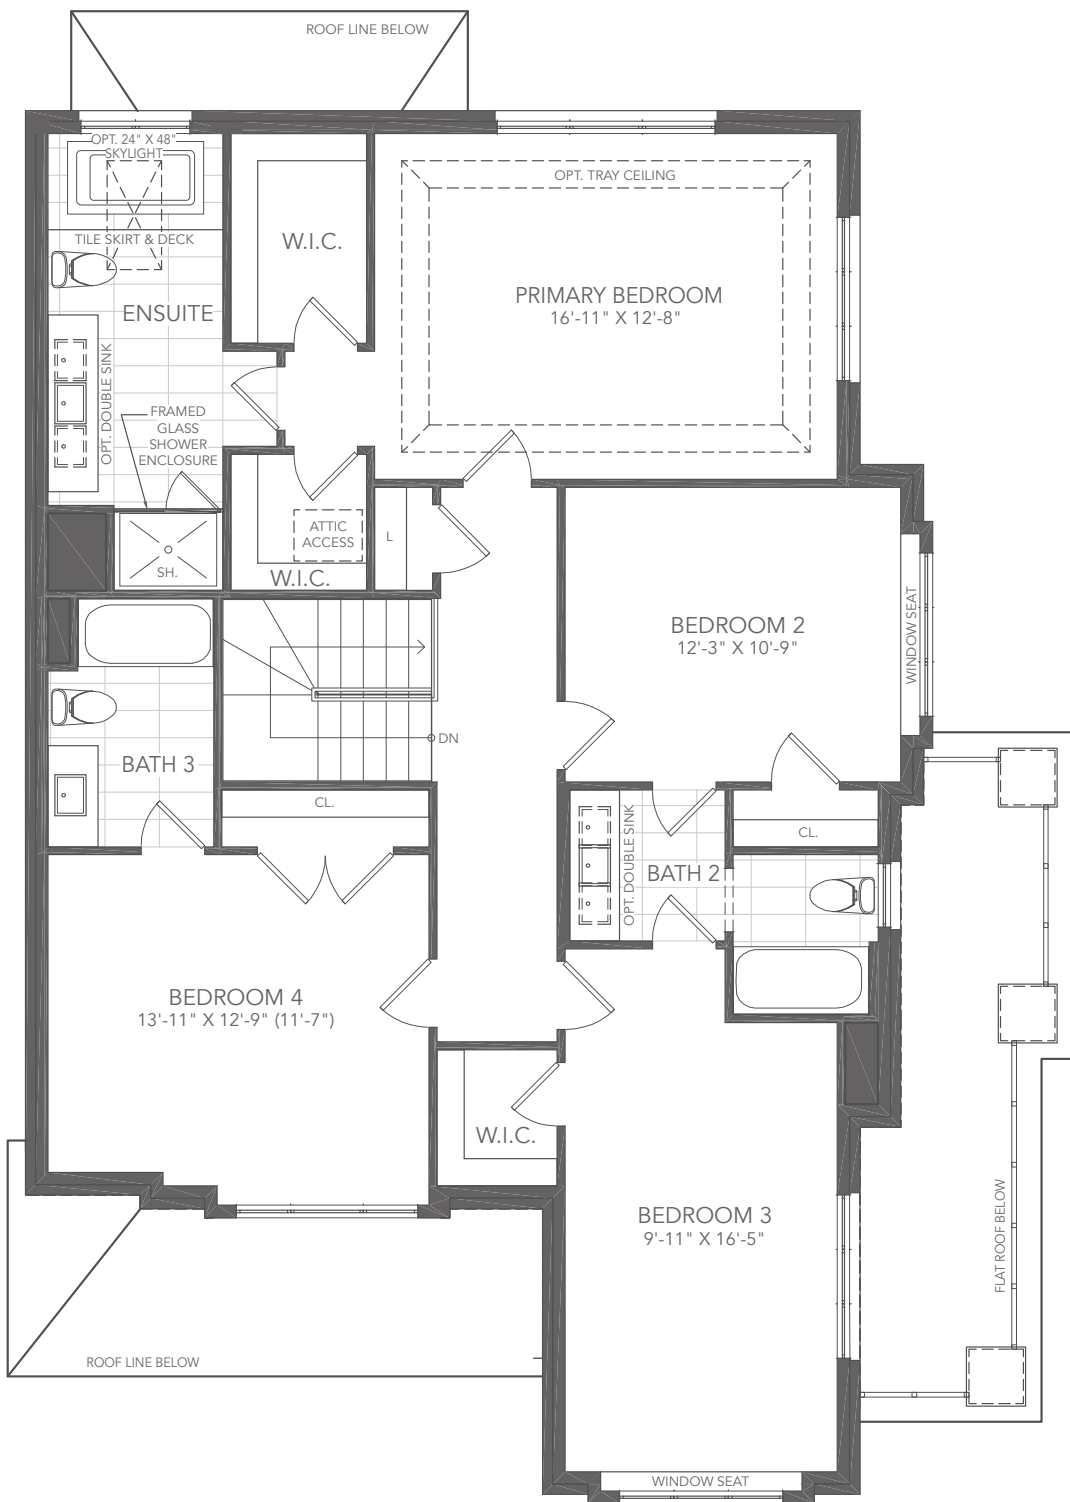 ROOF LINE BELOW
OPT. 24" X 48"
SKYLIGHT
TILE SKIRT & DECK
ENSUITE
OPT. DOUBLE SINK
FRAMED
GLASS
SHOWER
ENCLOSURE
SH.
W.I.C.
OPT. TRAY CEILING
PRIMARY BEDROOM
16'-11" X 12'-8"
ATTIC
ACCESS
W.I.C.
L
BEDROOM 2
12'-3" X 10'-9"
WINDOW SEAT
DN
BATH 3
CL.
OPT. DOUBLE SINK
BATH 2
CL.
BEDROOM 4
13'-11" X 12'-9" (11'-7")
W.I.C.
BEDROOM 3
9'-11" X 16'-5"
FLAT ROOF BELOW
ROOF LINE BELOW
WINDOW SEAT